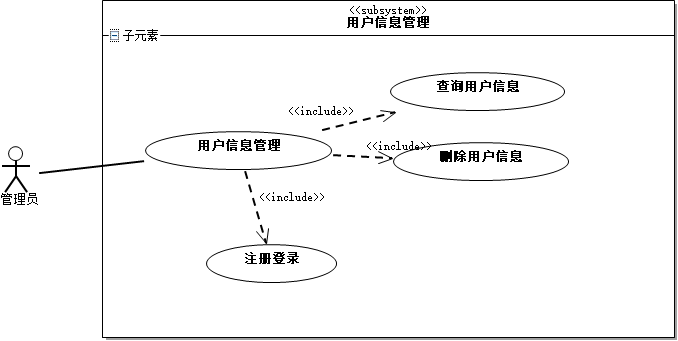 <<subsystem>>
用户信息管理
子元素
查询用户信息
<<include>>
用户信息管理
<<include>>
删除用户信息
管理员
<<include>>
注册登录